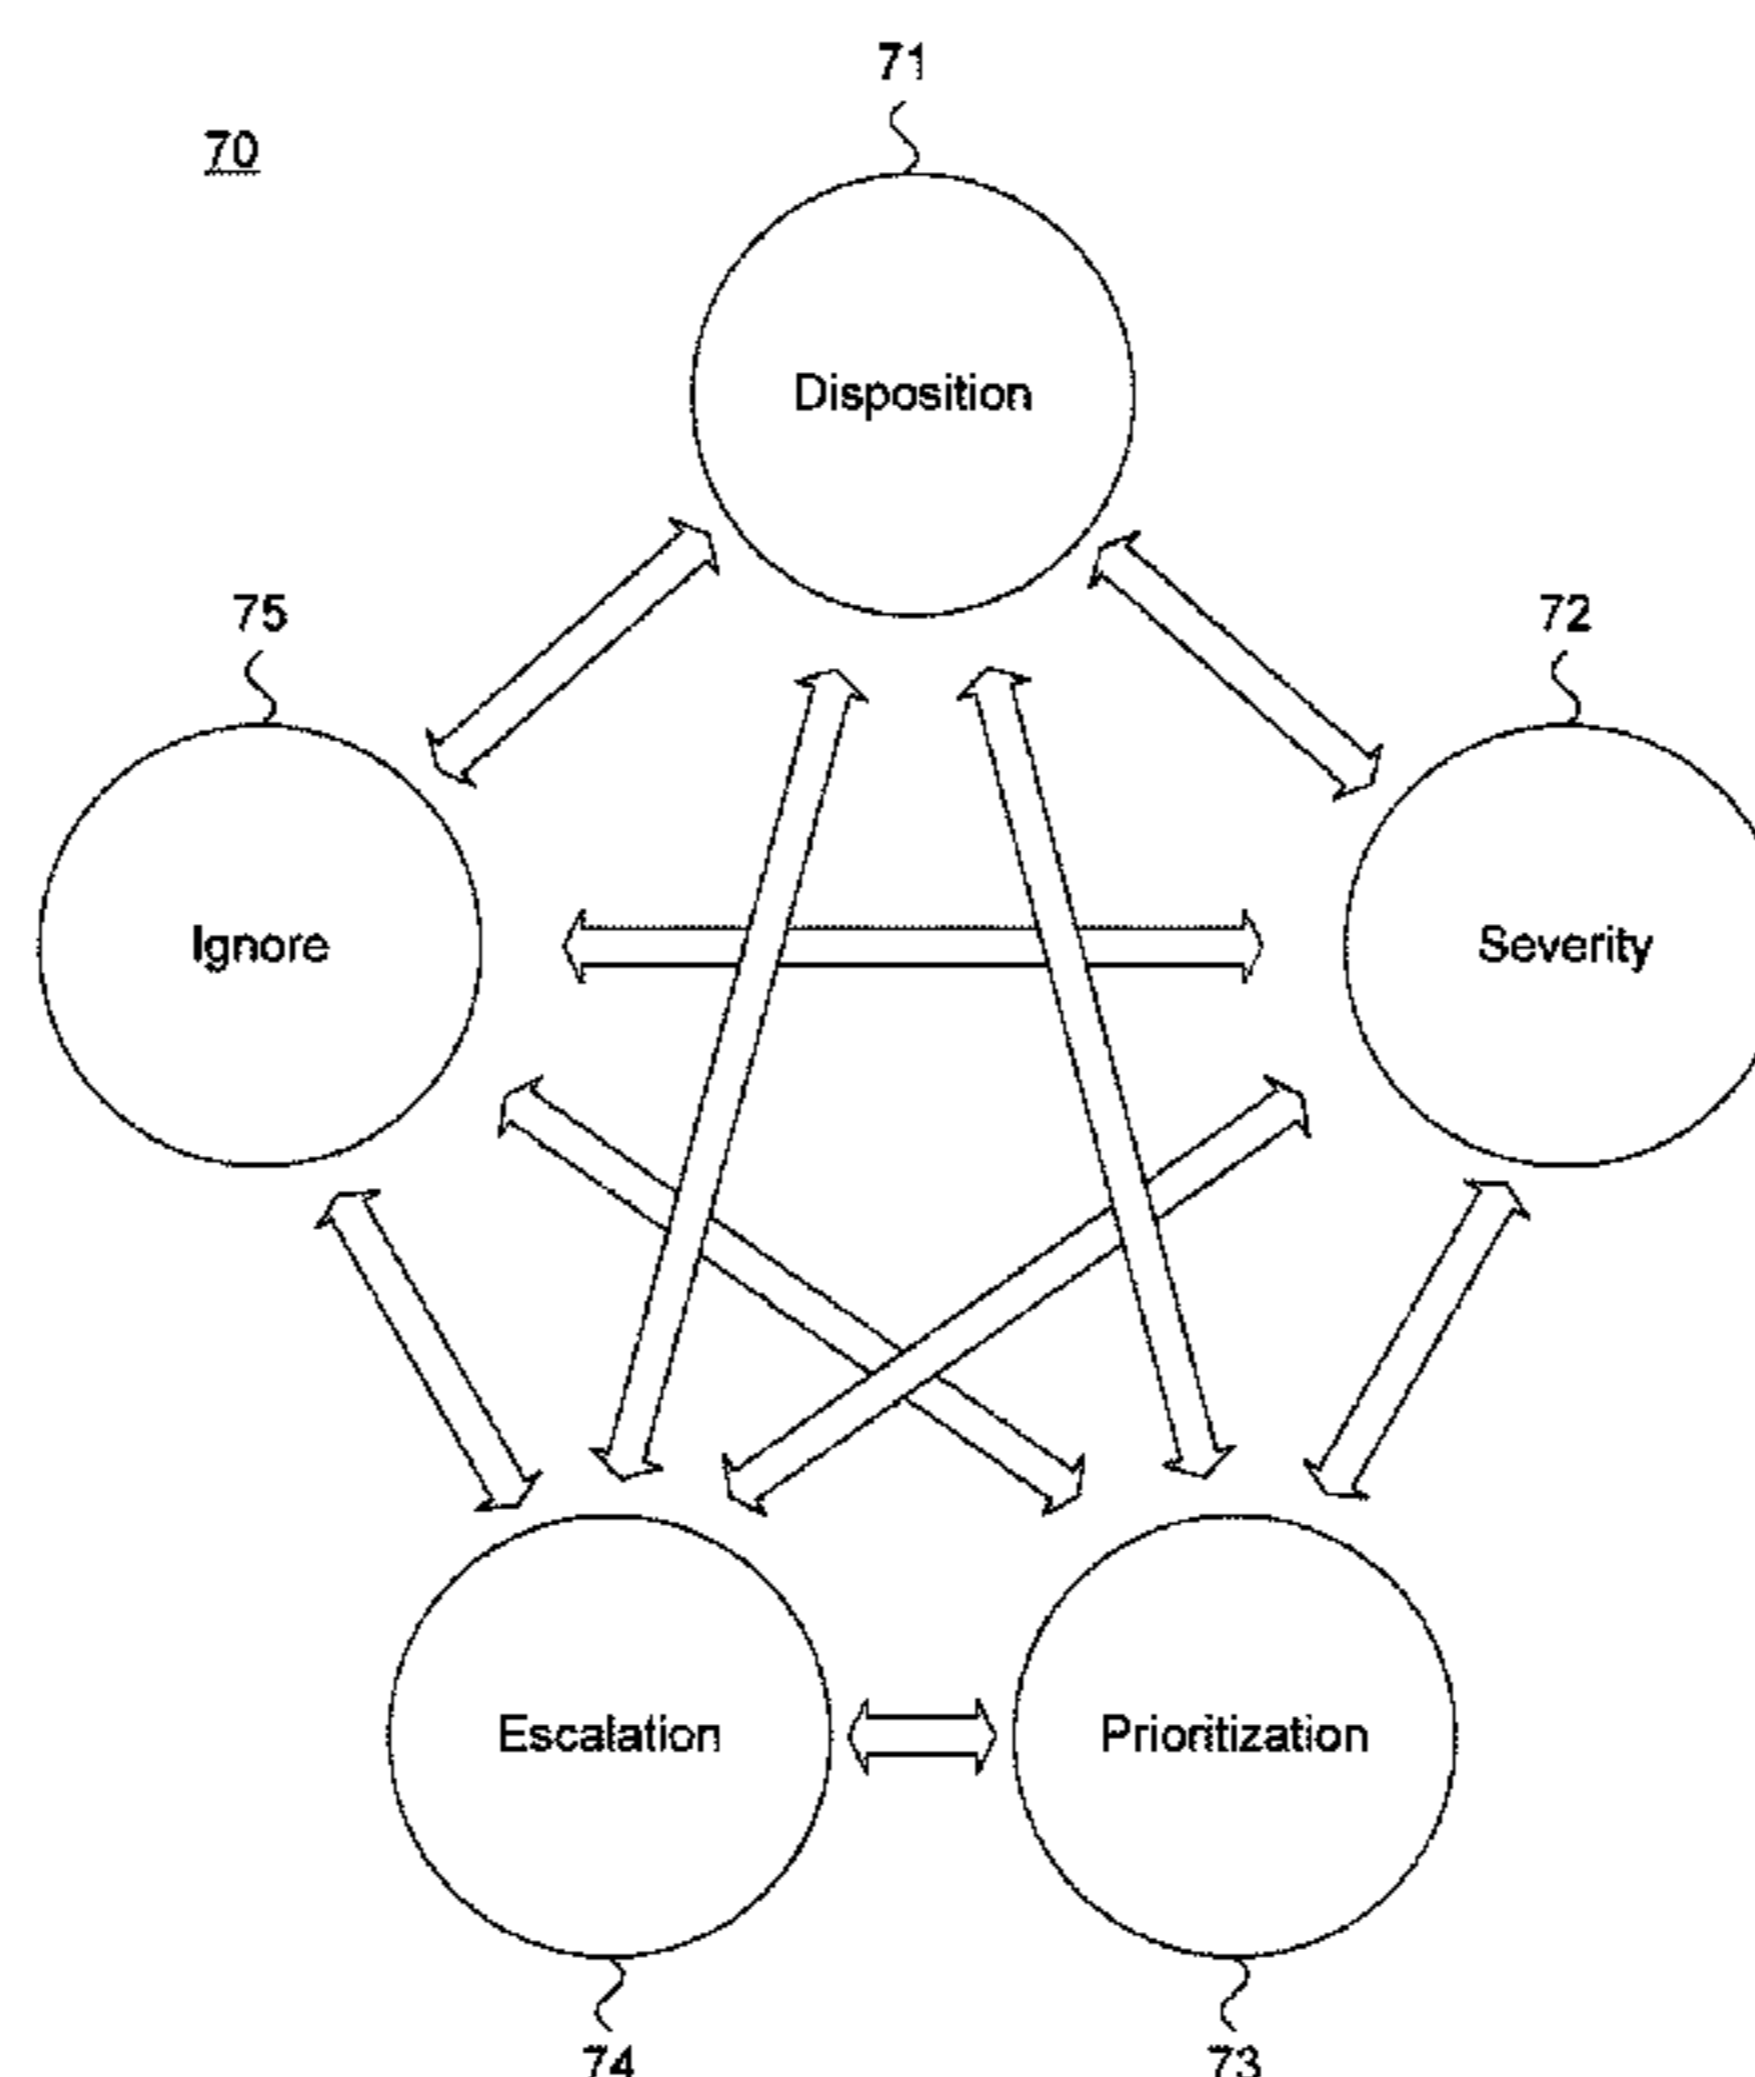 71
70
Disposition
75
72
Ignore
Severity
Escalation
Prioritization
74
73